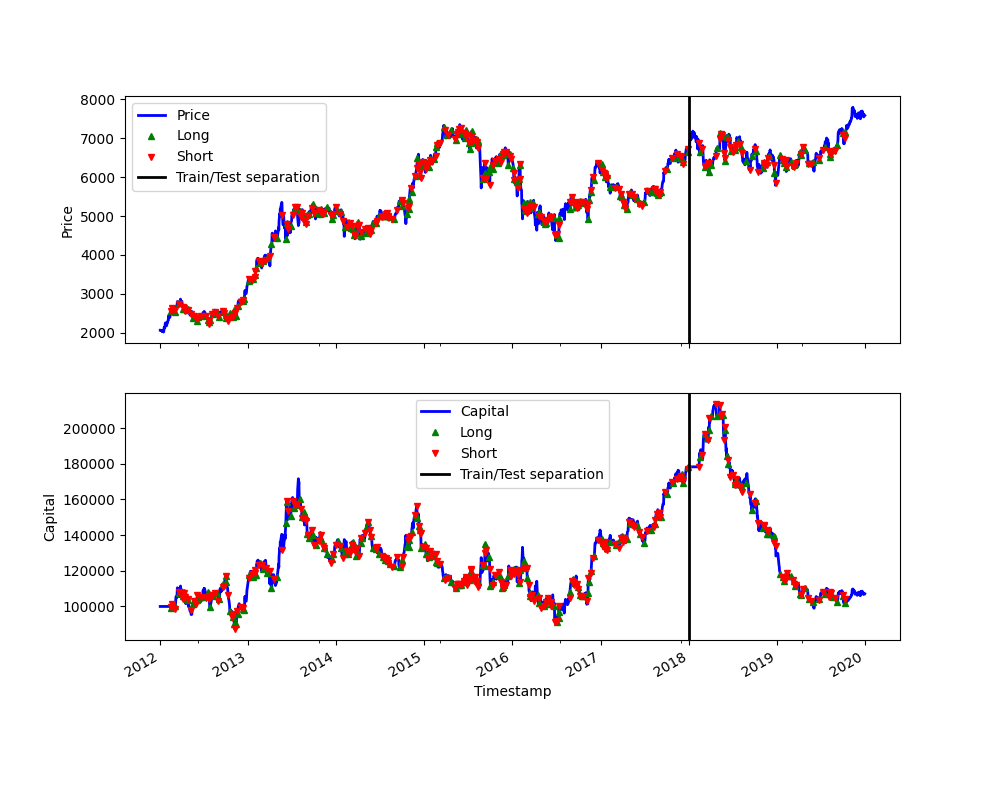 8000
7000
6000
5000
4000
3000
2000
Price
Price
Long
Short
Train/Test separation
200000
180000
160000
140000
120000
100000
Capital
Capital
Long
Short
Train/Test separation
2012
2013
2014
2015
2016
2017
2018
2019
2020
Timestamp